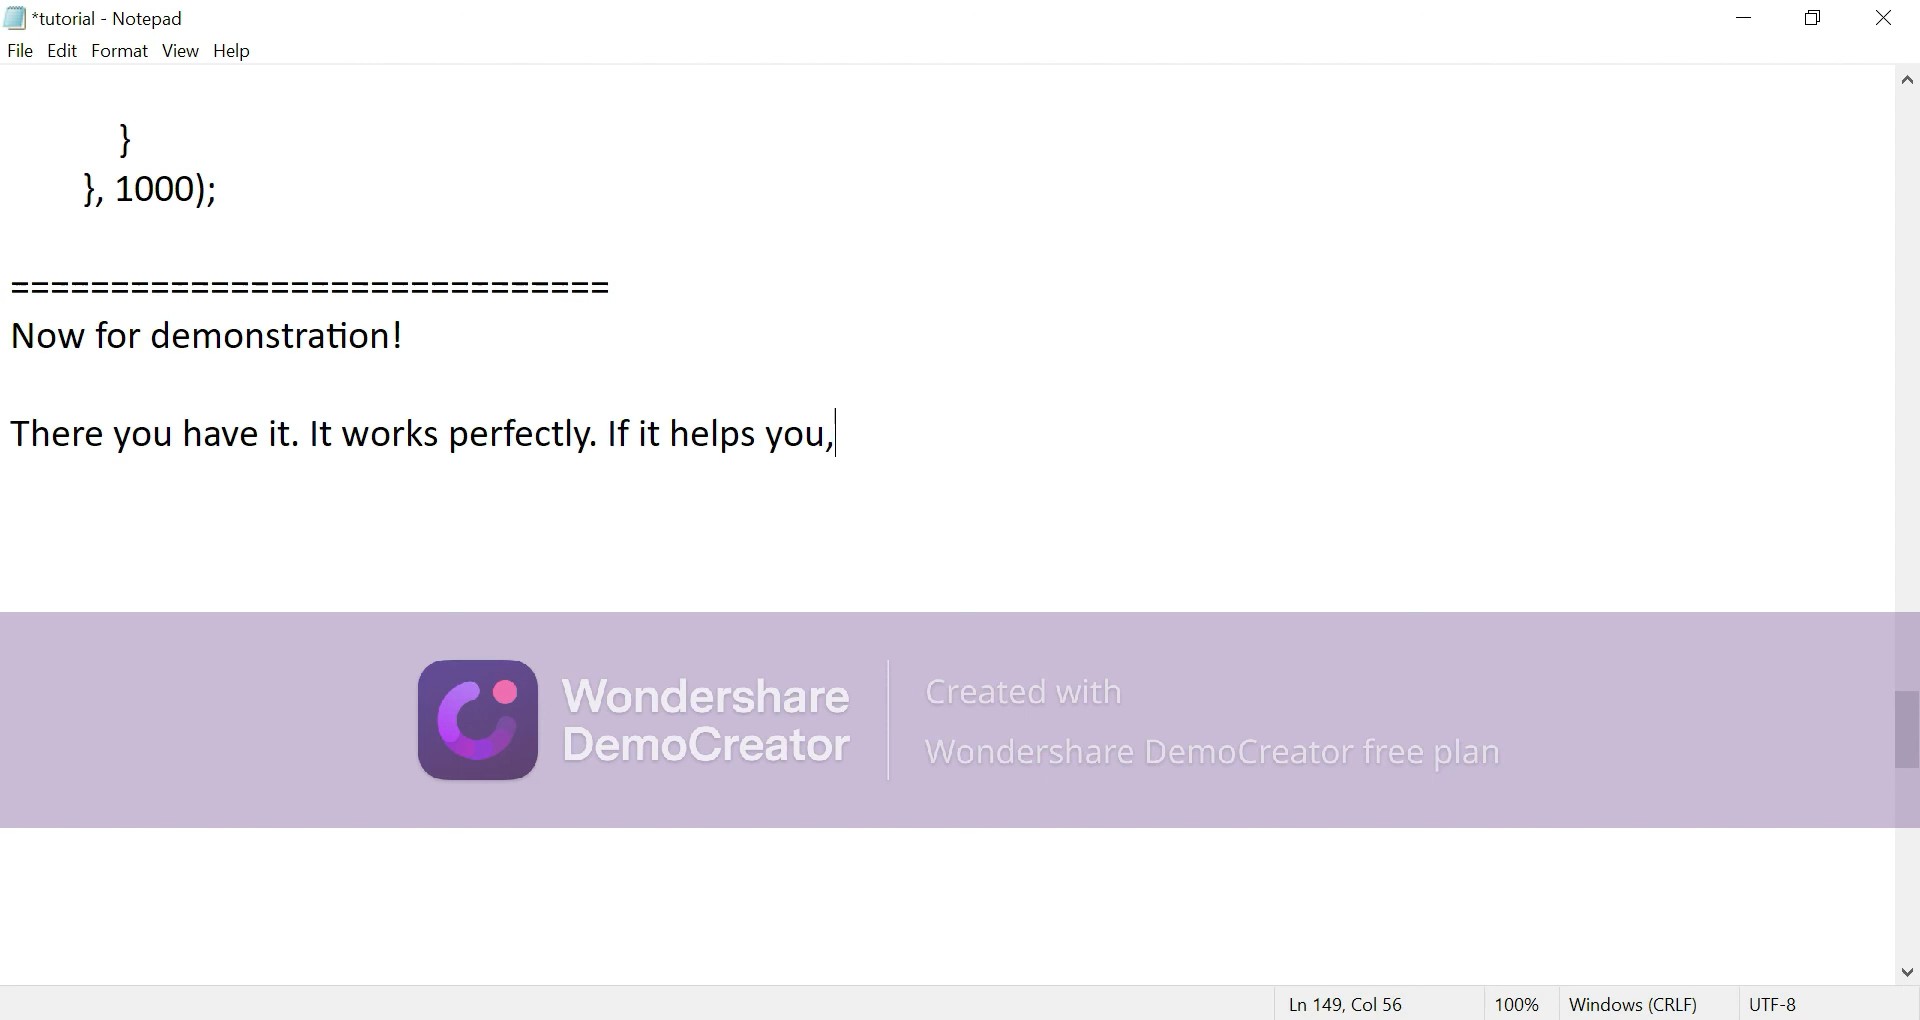 *tutorial - Notepad
File Edit Format View Help
}
}, 1000);
==============================
Now for demonstration!
There you have it. It works perfectly. If it helps you,
Wondershare
DemoCreator
Created with
Wondershare DemoCreator free plan
Ln 149, Col 56 100% Windows (CRLF) UTF-8